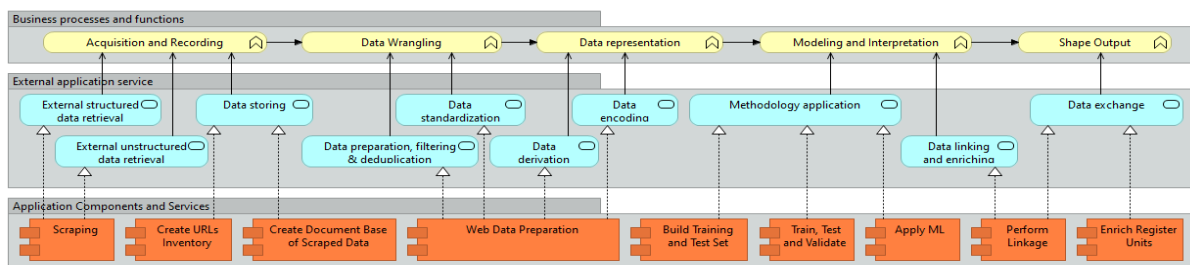 Business processes and functions
Acquisition and Recording
Data Wrangling
Data representation
Modeling and Interpretation
Shape Output
External application service
External structured
data retrieval
Data storing
Data
standardization
Data
encoding
Methodology application
Data exchange
External unstructured
data retrieval
Data preparation, filtering
& deduplication
Data
derivation
Data linking
and enriching
Application Components and Services
Scraping
Create URLs
Inventory
Create Document Base
of Scraped Data
Web Data Preparation
Build Training
and Test Set
Train, Test
and Validate
Apply ML
Perform
Linkage
Enrich Register
Units